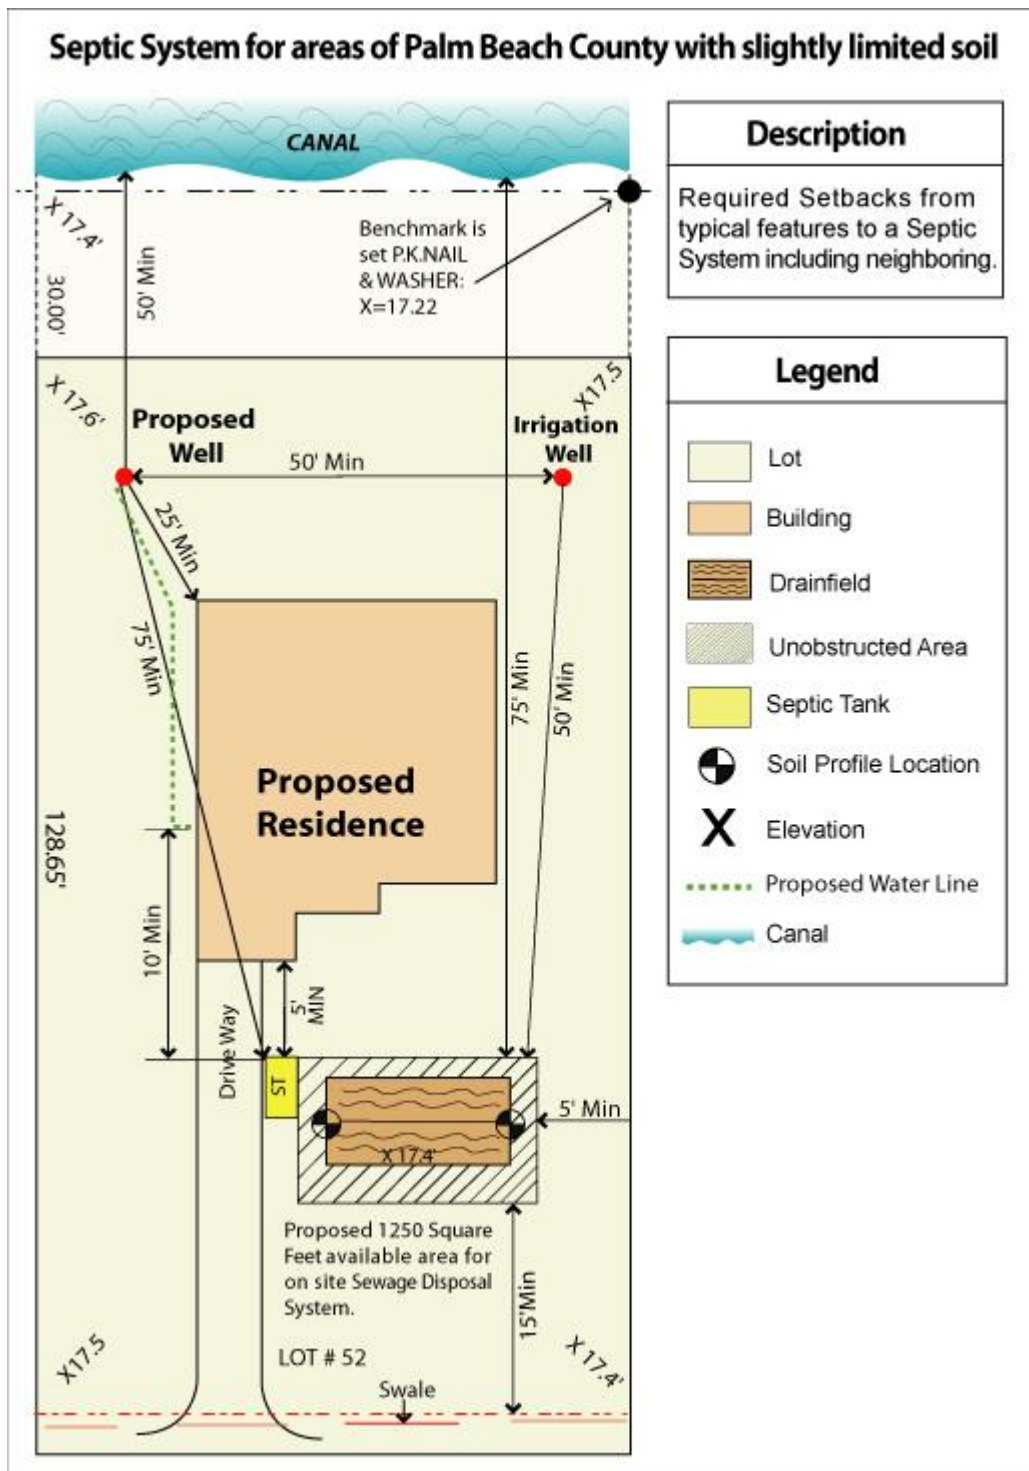 Septic System for areas of Palm Beach County with slightly limited soil
CANAL
X 17.4'
30.00'
50' Min
Benchmark is
set P.K.NAIL
& WASHER:
X=17.22
X 17.6'
X17.5
Proposed
Well
50' Min
Irrigation
Well
25' Min
75' Min
75' Min
50' Min
Proposed
Residence
128.65'
10' Min
5'
MIN
Drive Way
ST
5' Min
X 17.4'
Proposed 1250 Square
Feet available area for
on site Sewage Disposal
System.
15'Min
LOT # 52
X17.5
X 17.4'
Swale
Description
Required Setbacks from
typical features to a Septic
System including neighboring.
Legend
Lot
Building
Drainfield
Unobstructed Area
Septic Tank
Soil Profile Location
X Elevation
Proposed Water Line
Canal